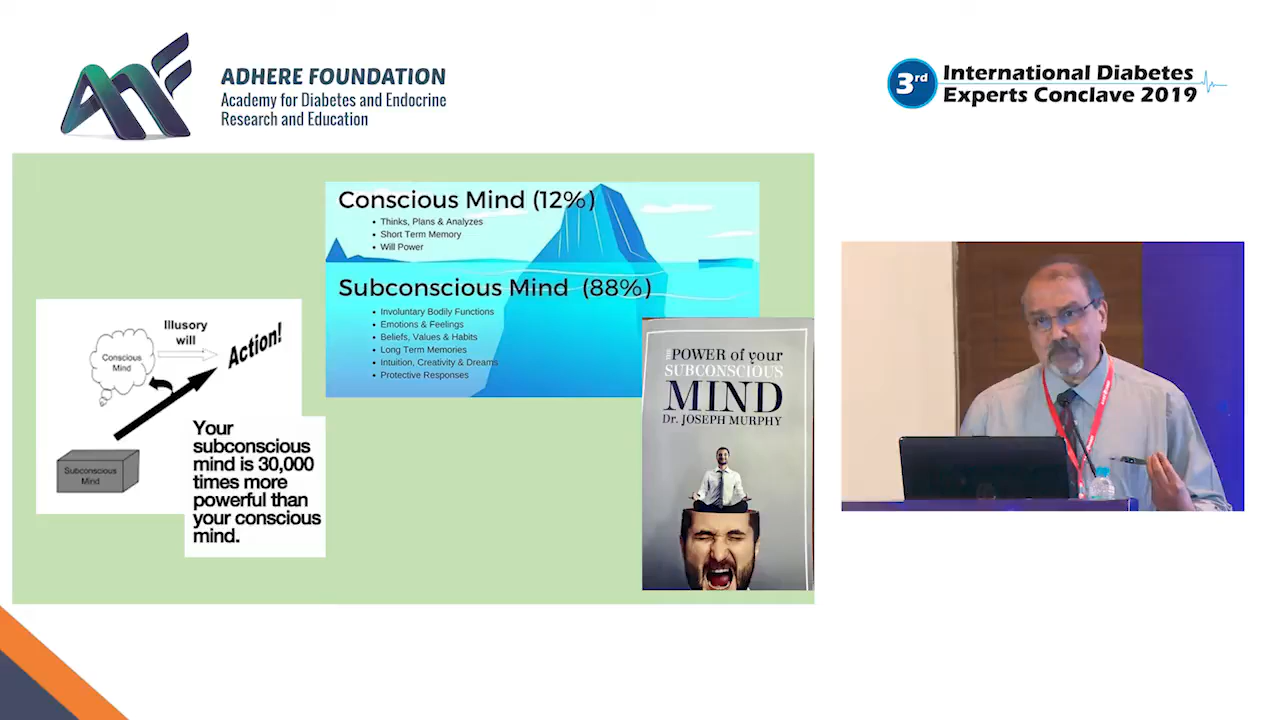 ADHERE FOUNDATION
Academy for Diabetes and Endocrine
Research and Education
3rd
International Diabetes
Experts Conclave 2019
Conscious Mind (12%)
• Thinks, Plans & Analyzes
• Short Term Memory
• Will Power
Subconscious Mind (88%)
• Involuntary Bodily Functions
• Emotions & Feelings
• Beliefs, Values & Habits
• Long Term Memories
• Intuition, Creativity & Dreams
• Protective Responses
Illusory
will
Action!
Conscious
Mind
Subconscious
Mind
Your
subconscious
mind is 30,000
times more
powerful than
your conscious
mind.
THE POWER of your
SUBCONSCIOUS
MIND
Dr. JOSEPH MURPHY